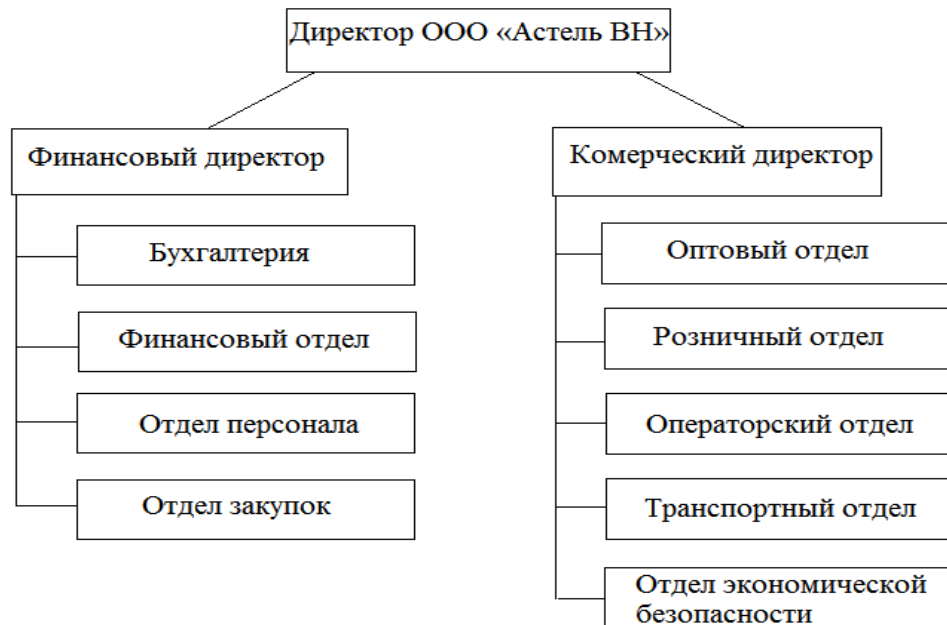 Директор ООО «Астель ВН»
Финансовый директор
Бухгалтерия
Финансовый отдел
Отдел персонала
Отдел закупок
Комерческий директор
Оптовый отдел
Розничный отдел
Операторский отдел
Транспортный отдел
Отдел экономической
безопасности